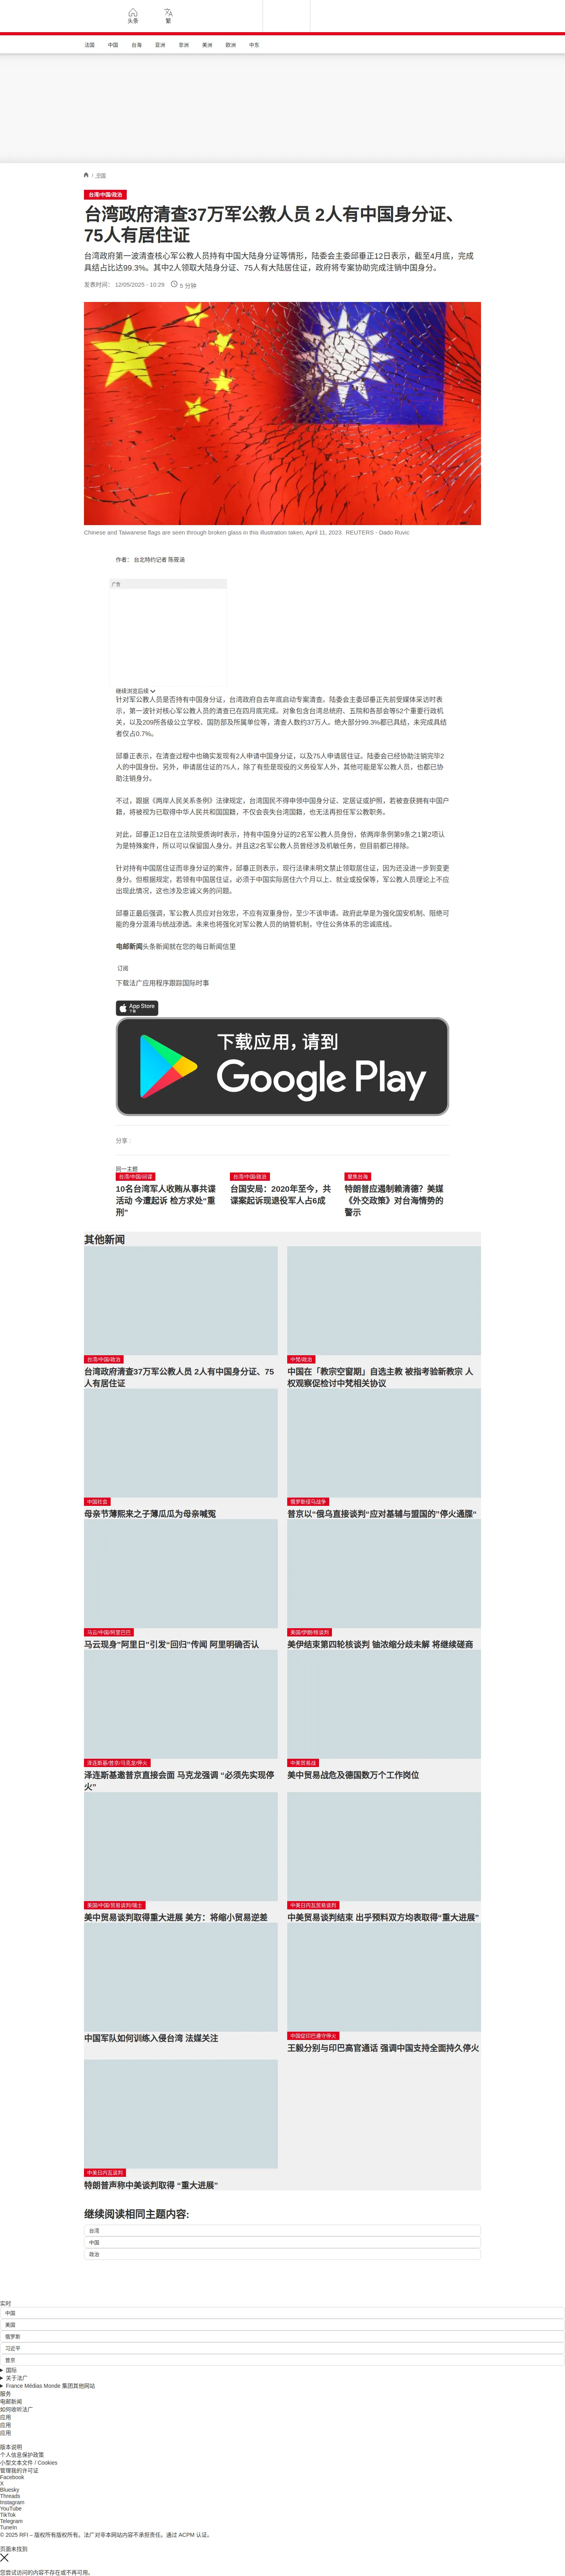 头条
繁
法国 中国 台海 亚洲 非洲 美洲 欧洲 中东
/ 中国
台湾/中国/政治
台湾政府清查37万军公教人员 2人有中国身分证、
75人有居住证
台湾政府第一波清查核心军公教人员持有中国大陆身分证等情形，陆委会主委邱垂正12日表示，截至4月底，完成
具结占比达99.3%。其中2人领取大陆身分证、75人有大陆居住证，政府将专案协助完成注销中国身分。
发表时间： 12/05/2025 - 10:29 5 分钟
Chinese and Taiwanese flags are seen through broken glass in this illustration taken, April 11, 2023. REUTERS - Dado Ruvic
作者： 台北特约记者 陈筱涵
广告
继续浏览后续
针对军公教人员是否持有中国身分证，台湾政府自去年底启动专案清查。陆委会主委邱垂正先前受媒体采访时表
示，第一波针对核心军公教人员的清查已在四月底完成。对象包含台湾总统府、五院和各部会等52个重要行政机
关，以及209所各级公立学校、国防部及所属单位等，清查人数约37万人。绝大部分99.3%都已具结，未完成具结
者仅占0.7%。
邱垂正表示，在清查过程中也确实发现有2人申请中国身分证，以及75人申请居住证。陆委会已经协助注销完毕2
人的中国身份。另外，申请居住证的75人，除了有些是现役的义务役军人外，其他可能是军公教人员，也都已协
助注销身分。
不过，跟据《两岸人民关系条例》法律规定，台湾国民不得申领中国身分证、定居证或护照，若被查获拥有中国户
籍，将被视为已取得中华人民共和国国籍，不仅会丧失台湾国籍，也无法再担任军公教职务。
对此，邱垂正12日在立法院受质询时表示，持有中国身分证的2名军公教人员身份，依两岸条例第9条之1第2项认
为是特殊案件，所以可以保留国人身分。并且这2名军公教人员曾经涉及机敏任务，但目前都已排除。
针对持有中国居住证而非身分证的案件，邱垂正则表示，现行法律未明文禁止领取居住证，因为还没进一步到变更
身分。但根据规定，若领有中国居住证，必须于中国实际居住六个月以上、就业或投保等，军公教人员理论上不应
出现此情况，这也涉及忠诚义务的问题。
邱垂正最后强调，军公教人员应对台效忠，不应有双重身份。至少不该申请。政府此举是为强化国安机制、阻绝可
能的身分混淆与统战渗透。未来也将强化对军公教人员的纳管机制，守住公务体系的忠诚底线。
电邮新闻头条新闻就在您的每日新闻信里
订阅
下载法广应用程序跟踪国际时事
App Store
下载
下载应用，请到
Google Play
分享 :
同一主题
台湾/中国/间谍 台湾/中国/政治 聚焦台海
10名台湾军人收贿从事共谍 台国安局：2020年至今，共 特朗普应遏制赖清德？美媒
活动 今遭起诉 检方求处“重 谍案起诉现退役军人占6成 《外交政策》对台海情势的
刑” 警示
其他新闻
台湾/中国/政治 中梵/政治
台湾政府清查37万军公教人员 2人有中国身分证、75 中国在「教宗空窗期」自选主教 被指考验新教宗 人
人有居住证 权观察促检讨中梵相关协议
中国社会 俄罗斯侵乌战争
母亲节薄熙来之子薄瓜瓜为母亲喊冤 普京以“俄乌直接谈判”应对基辅与盟国的”停火通牒“
马云/中国/阿里巴巴 美国/伊朗/核谈判
马云现身"阿里日"引发“回归”传闻 阿里明确否认 美伊结束第四轮核谈判 铀浓缩分歧未解 将继续磋商
泽连斯基/普京/马克龙/停火 中美贸易战
泽连斯基邀普京直接会面 马克龙强调 “必须先实现停 美中贸易战危及德国数万个工作岗位
火”
美国/中国/贸易谈判/瑞士 中美日内瓦贸易谈判
美中贸易谈判取得重大进展 美方：将缩小贸易逆差 中美贸易谈判结束 出乎预料双方均表取得“重大进展”
中国促印巴遵守停火
中国军队如何训练入侵台湾 法媒关注 王毅分别与印巴高官通话 强调中国支持全面持久停火
中美日内瓦谈判
特朗普声称中美谈判取得 “重大进展”
继续阅读相同主题内容:
台湾
中国
政治
实时
中国
美国
俄罗斯
习近平
普京
国际
关于法广
France Médias Monde 集团其他网站
服务
电邮新闻
如何收听法广
应用
应用
应用
版本说明
个人信息保护政策
小型文本文件 / Cookies
管理我的许可证
Facebook
X
Bluesky
Threads
Instagram
YouTube
TikTok
Telegram
TuneIn
© 2025 RFI – 版权所有版权所有。法广对非本网站内容不承担责任。通过 ACPM 认证。
页面未找到
您尝试访问的内容不存在或不再可用。